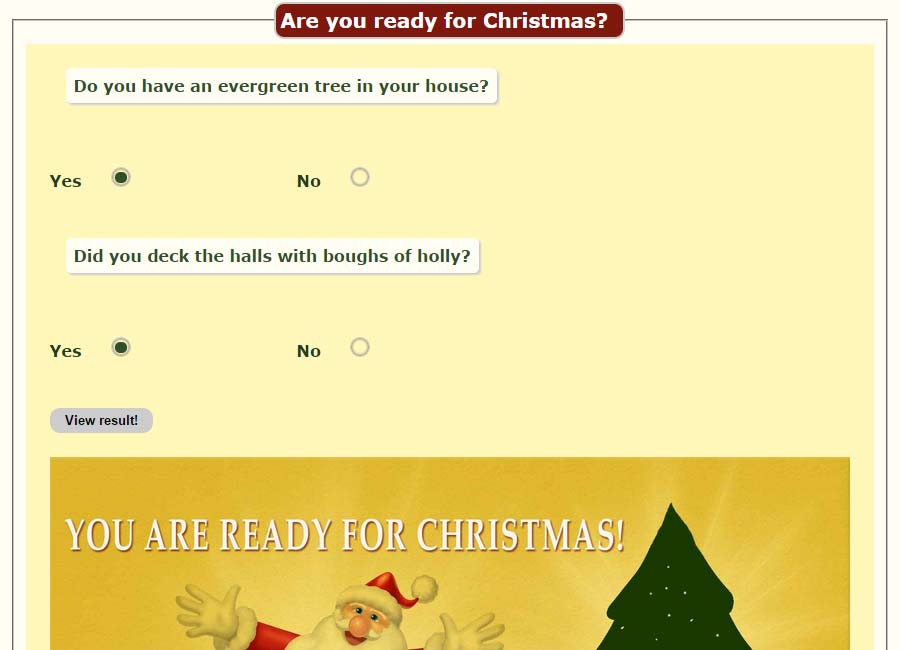 Are you ready for Christmas?
Do you have an evergreen tree in your house?
Yes No
Did you deck the halls with boughs of holly?
Yes No
View result!
YOU ARE READY FOR CHRISTMAS!